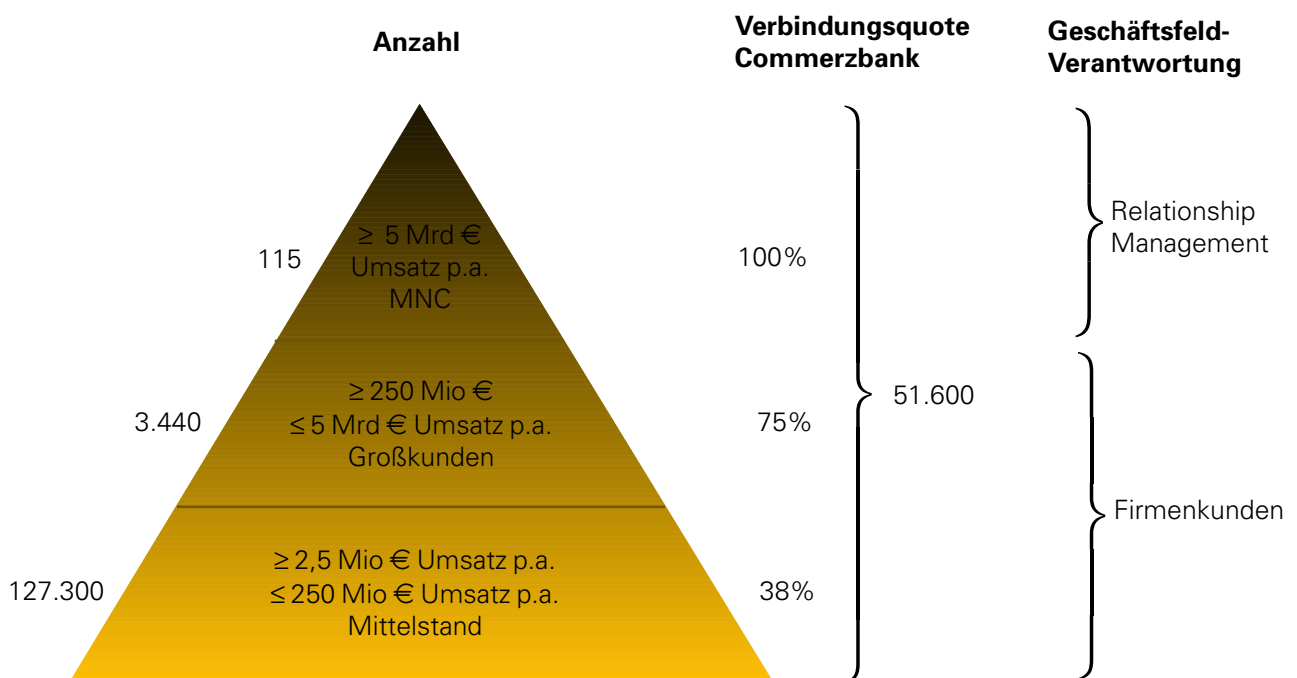 Anzahl
Verbindungsquote
Commerzbank
Geschäftsfeld-
Verantwortung
115
≥ 5 Mrd €
Umsatz p.a.
MNC
100%
Relationship
Management
3.440
≥ 250 Mio €
≤ 5 Mrd € Umsatz p.a.
Großkunden
75%
51.600
127.300
≥ 2,5 Mio € Umsatz p.a.
≤ 250 Mio € Umsatz p.a.
Mittelstand
38%
Firmenkunden